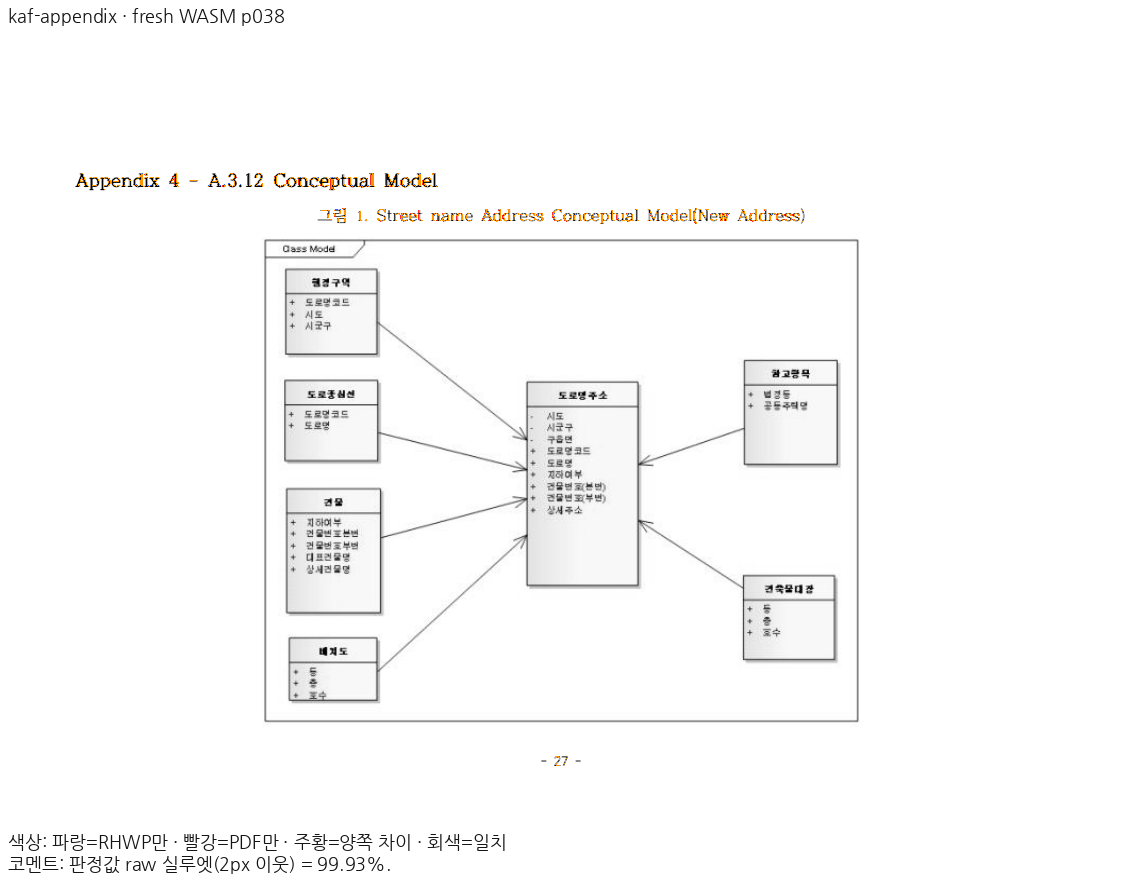 kaf-appendix · fresh WASM p038
Appendix 4 - A.3.12 Conceptual Model
그림 1. Street name Address Conceptual Model(New Address)
Class Model
행정구역
+ 도로명코드
+ 시도
+ 시군구
도로중심선
+ 도로명코드
+ 도로명
건물
+ 지하여부
+ 건물번호본번
+ 건물번호부번
+ 대표건물명
+ 상세건물명
배치도
+ 동
+ 층
+ 호수
도로명주소
- 시도
- 시군구
- 구읍면
+ 도로명코드
+ 도로명
+ 지하여부
+ 건물번호(본번)
+ 건물번호(부번)
+ 상세주소
참고항목
+ 법정동
+ 공동주택명
건축물대장
+ 동
+ 층
+ 호수
- 27 -
색상: 파랑=RHWP만 · 빨강=PDF만 · 주황=양쪽 차이 · 회색=일치
코멘트: 판정값 raw 실루엣(2px 이웃) = 99.93%.